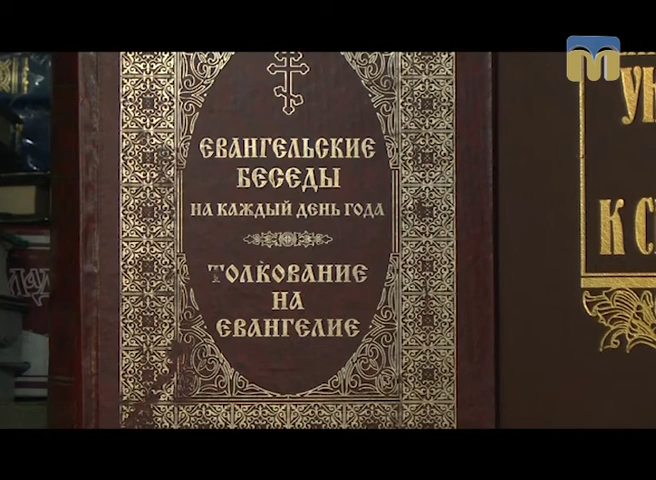 ЕВАНГЕЛЬСКИЕ
БЕСЕДЫ
НА КАЖДЫЙ ДЕНЬ ГОДА
ТОЛКОВАНИЕ
НА
ЕВАНГЕЛИЕ
К